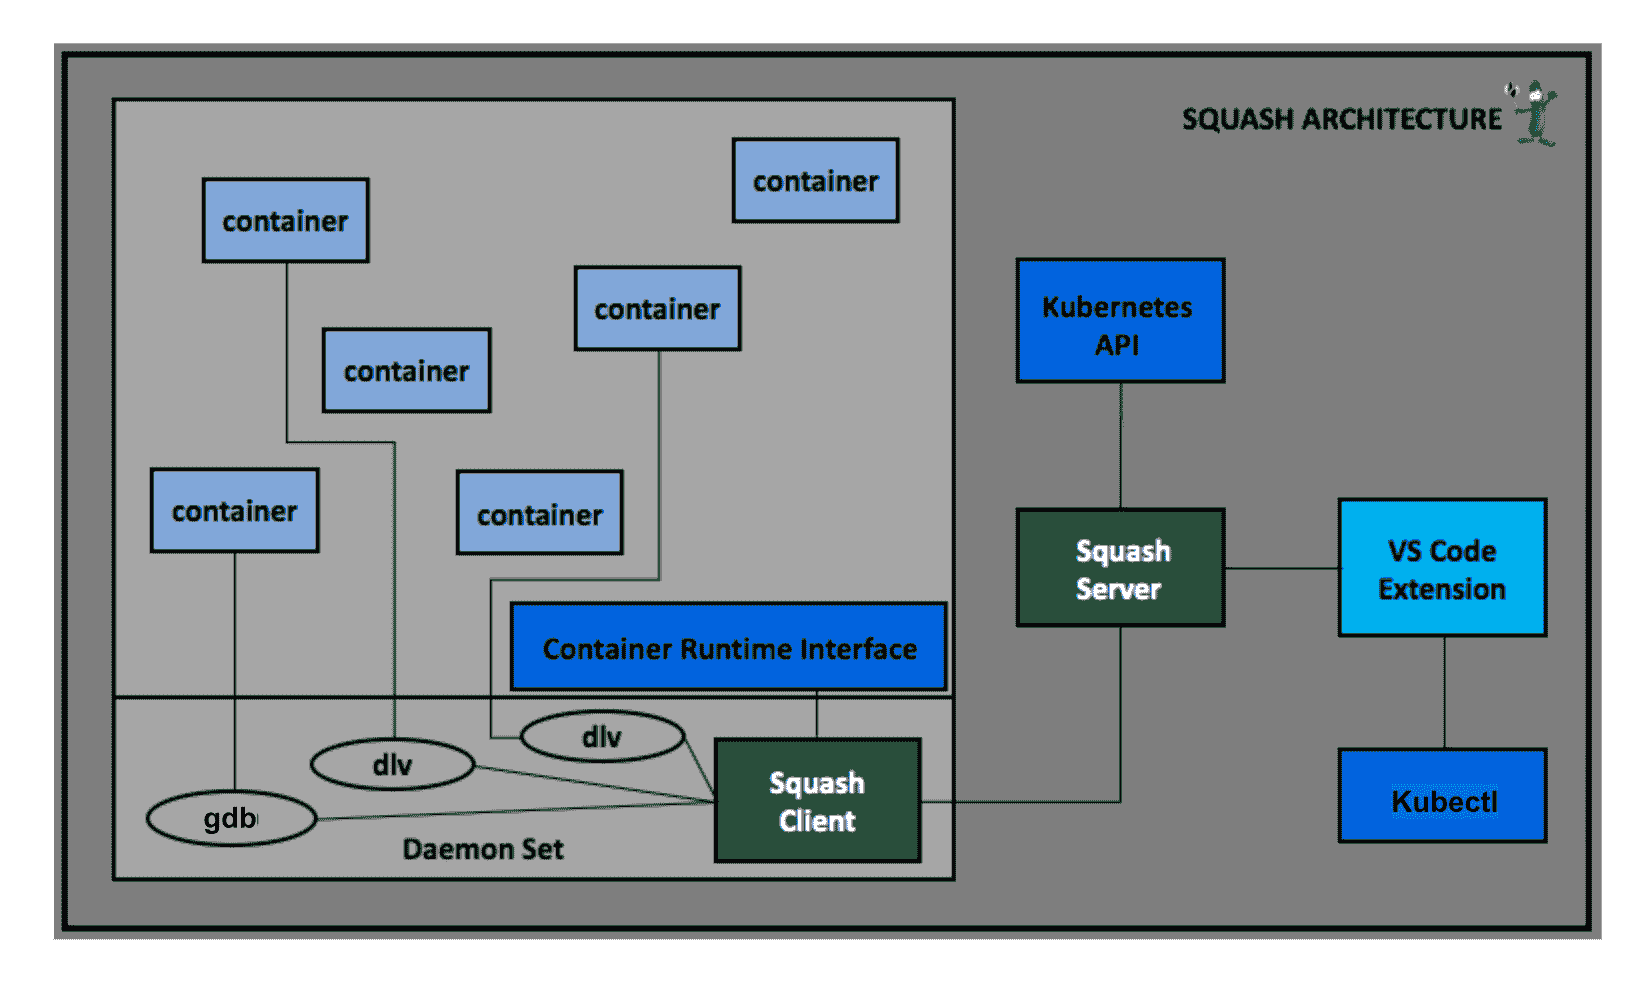 SQUASH ARCHITECTURE
container
container
container
container
container
container
Kubernetes
API
Squash
Server
VS Code
Extension
Container Runtime Interface
dlv
dlv
gdb
Squash
Client
Kubectl
Daemon Set